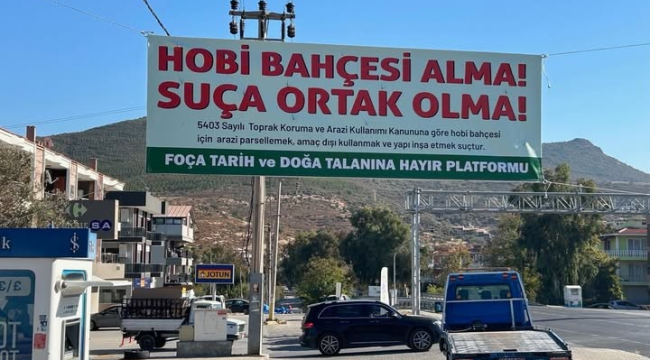 HOBİ BAHÇESİ ALMA!
SUÇA ORTAK OLMA!
5403 Sayılı Toprak Koruma ve Arazi Kullanımı Kanununa göre hobi bahçesi
için arazi parsellemek, amaç dışı kullanmak ve yapı inşa etmek suçtur.
FOÇA TARİH ve DOĞA TALANINA HAYIR PLATFORMU
JOTUN